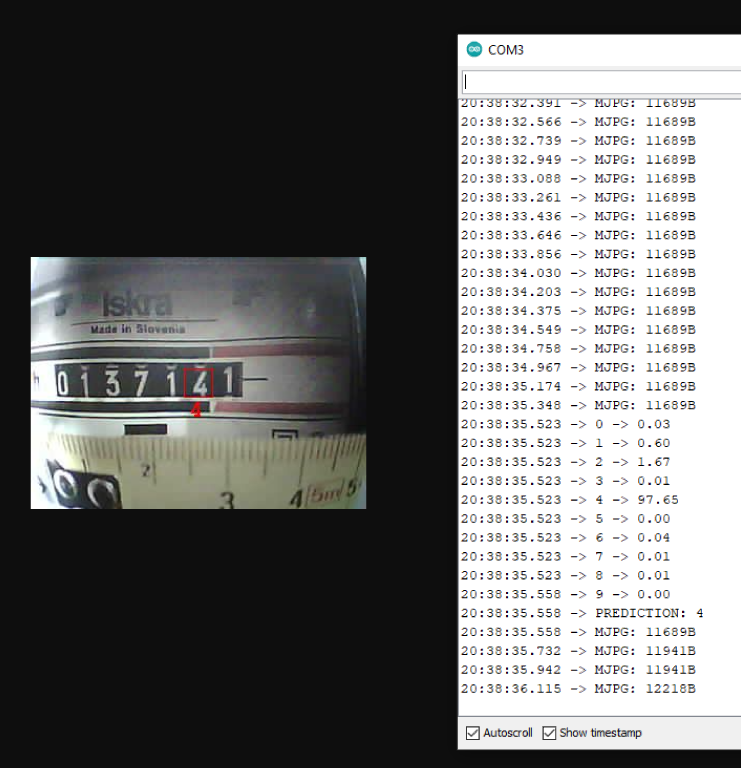 Iskra
Made in Slovenia
0 1 3 7 1 4 1
4
2
3
4
5m
5
COM3
20:38:32.391 -> MJPG: 11689B
20:38:32.566 -> MJPG: 11689B
20:38:32.739 -> MJPG: 11689B
20:38:32.949 -> MJPG: 11689B
20:38:33.088 -> MJPG: 11689B
20:38:33.261 -> MJPG: 11689B
20:38:33.436 -> MJPG: 11689B
20:38:33.646 -> MJPG: 11689B
20:38:33.856 -> MJPG: 11689B
20:38:34.030 -> MJPG: 11689B
20:38:34.203 -> MJPG: 11689B
20:38:34.375 -> MJPG: 11689B
20:38:34.549 -> MJPG: 11689B
20:38:34.758 -> MJPG: 11689B
20:38:34.967 -> MJPG: 11689B
20:38:35.174 -> MJPG: 11689B
20:38:35.348 -> MJPG: 11689B
20:38:35.523 -> 0 -> 0.03
20:38:35.523 -> 1 -> 0.60
20:38:35.523 -> 2 -> 1.67
20:38:35.523 -> 3 -> 0.01
20:38:35.523 -> 4 -> 97.65
20:38:35.523 -> 5 -> 0.00
20:38:35.523 -> 6 -> 0.04
20:38:35.523 -> 7 -> 0.01
20:38:35.523 -> 8 -> 0.01
20:38:35.558 -> 9 -> 0.00
20:38:35.558 -> PREDICTION: 4
20:38:35.558 -> MJPG: 11689B
20:38:35.732 -> MJPG: 11941B
20:38:35.942 -> MJPG: 11941B
20:38:36.115 -> MJPG: 12218B
Autoscroll Show timestamp